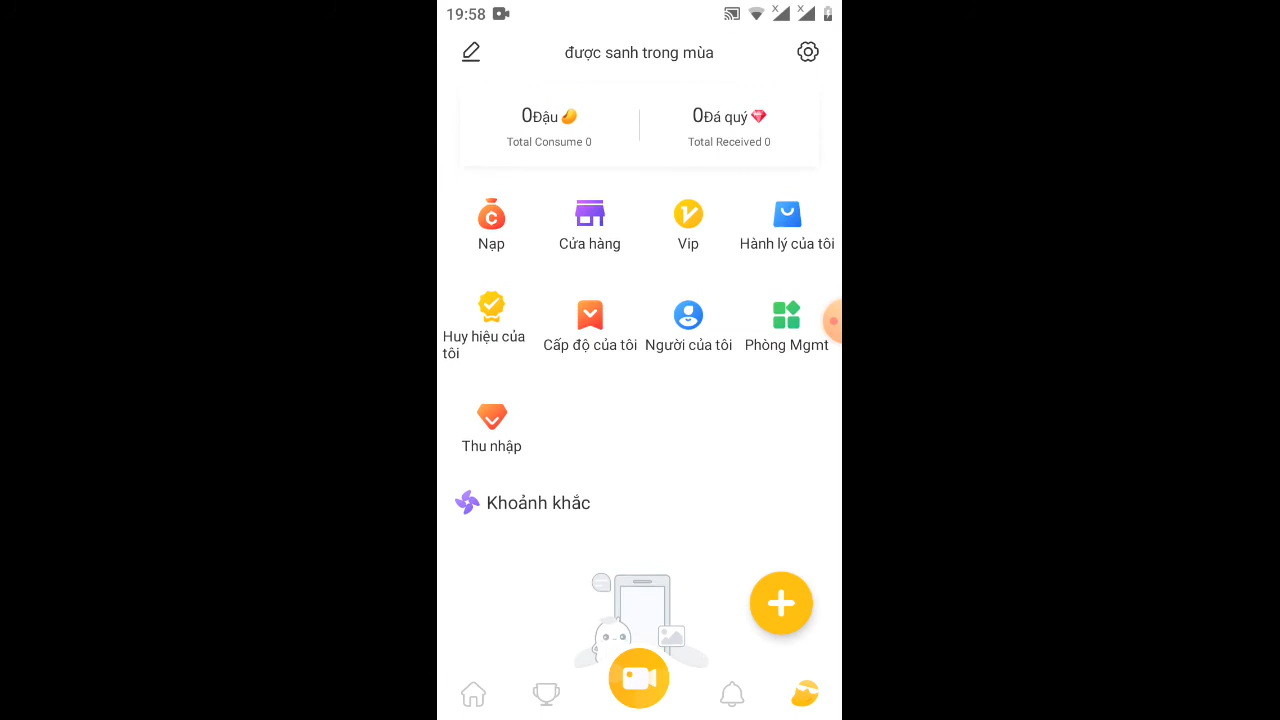 19:58
được sanh trong mùa
0Đậu
0Đá quý
Total Consume 0
Total Received 0
Nạp
Cửa hàng
Vip
Hành lý của tôi
Huy hiệu của
tôi
Cấp độ của tôi
Người của tôi
Phòng Mgmt
Thu nhập
Khoảnh khắc